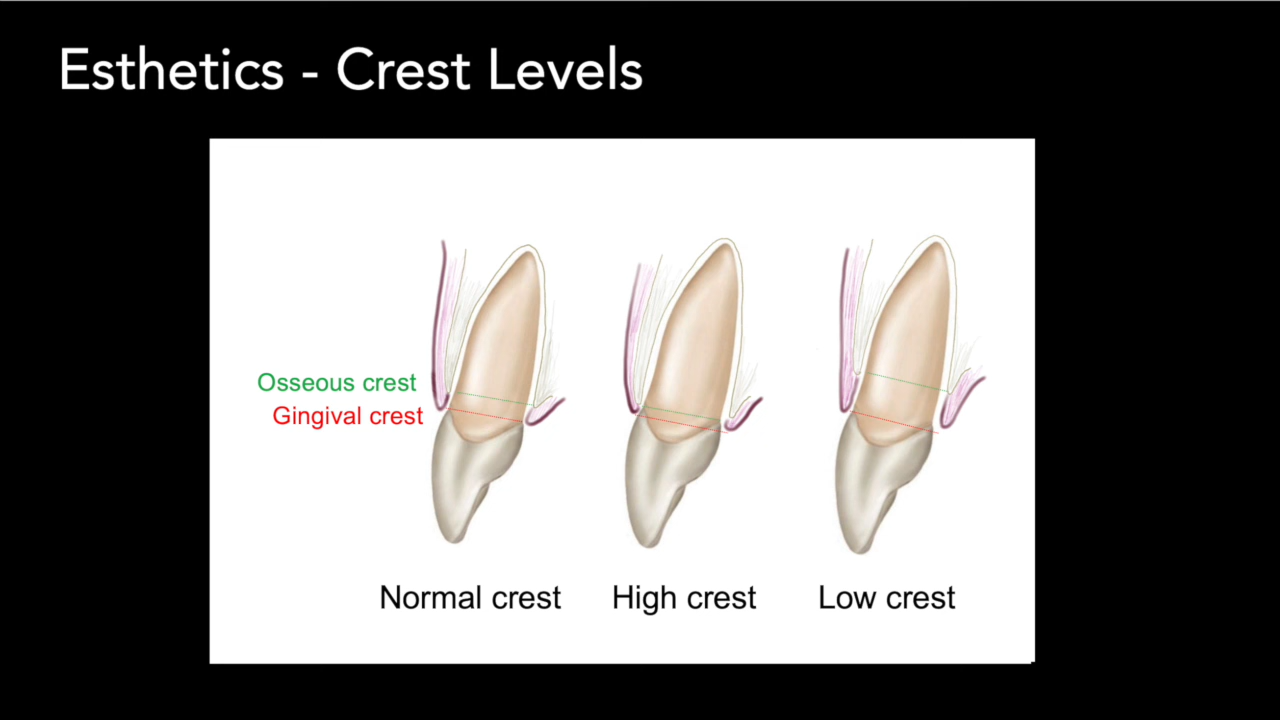 Esthetics - Crest Levels
Osseous crest
Gingival crest
Normal crest
High crest
Low crest